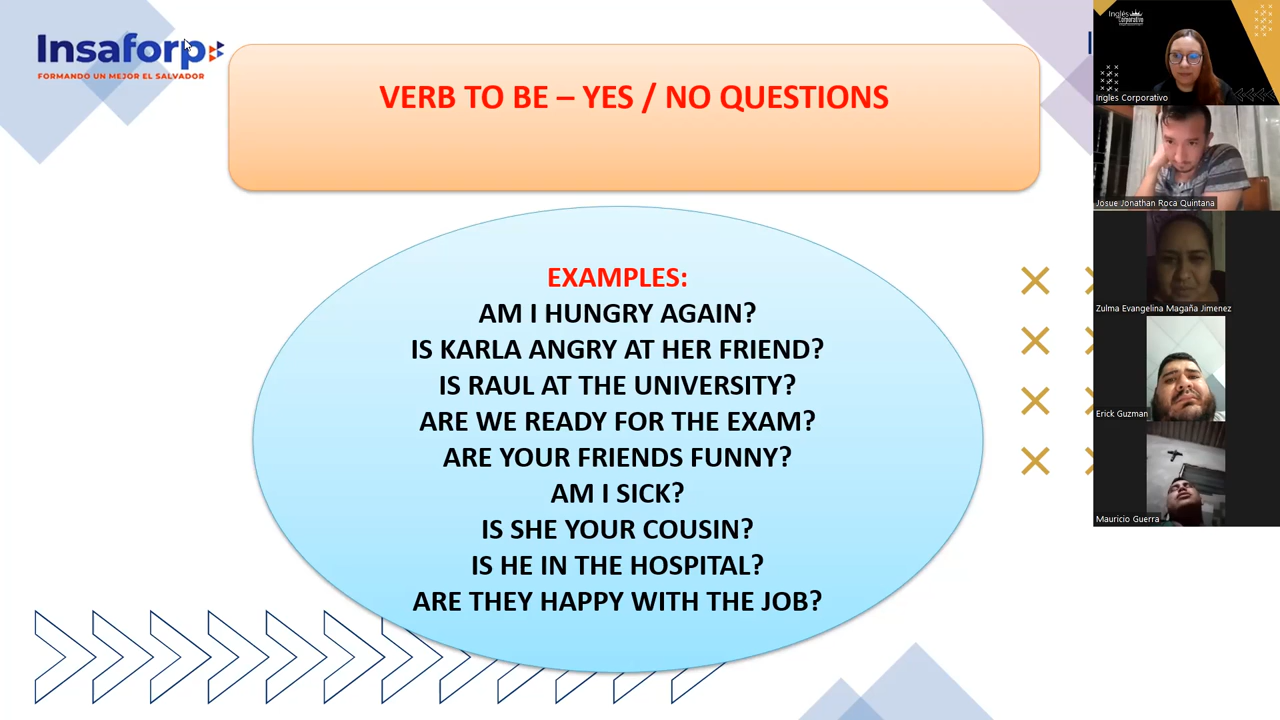 Insaforp
FORMANDO UN MEJOR EL SALVADOR
VERB TO BE – YES / NO QUESTIONS
EXAMPLES:
AM I HUNGRY AGAIN?
IS KARLA ANGRY AT HER FRIEND?
IS RAUL AT THE UNIVERSITY?
ARE WE READY FOR THE EXAM?
ARE YOUR FRIENDS FUNNY?
AM I SICK?
IS SHE YOUR COUSIN?
IS HE IN THE HOSPITAL?
ARE THEY HAPPY WITH THE JOB?
Inglés
Corporativo
Ingles Corporativo
Josue Jonathan Roca Quintana
Zulma Evangelina Magaña Jimenez
Erick Guzman
Mauricio Guerra